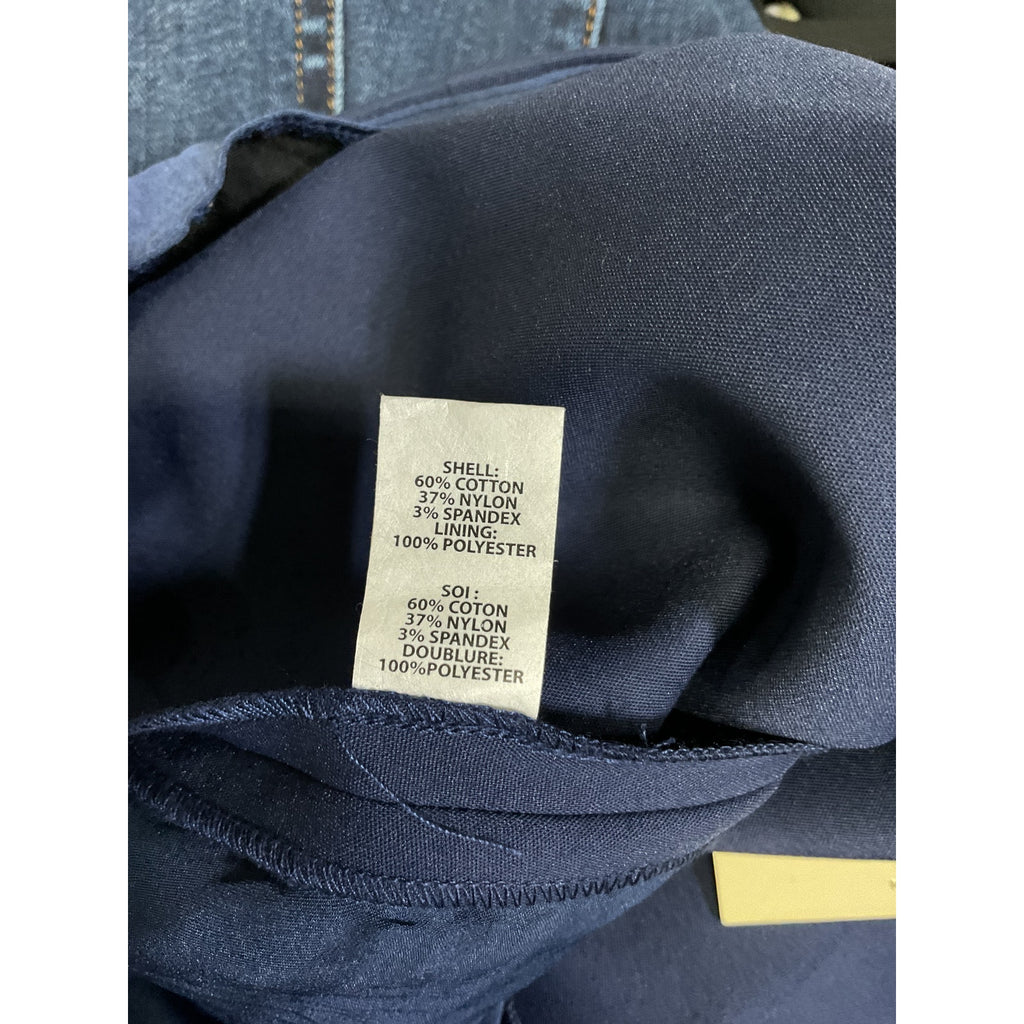 SHELL:
60% COTTON
37% NYLON
3% SPANDEX
LINING:
100% POLYESTER
SOI :
60% COTON
37% NYLON
3% SPANDEX
DOUBLURE:
100%POLYESTER